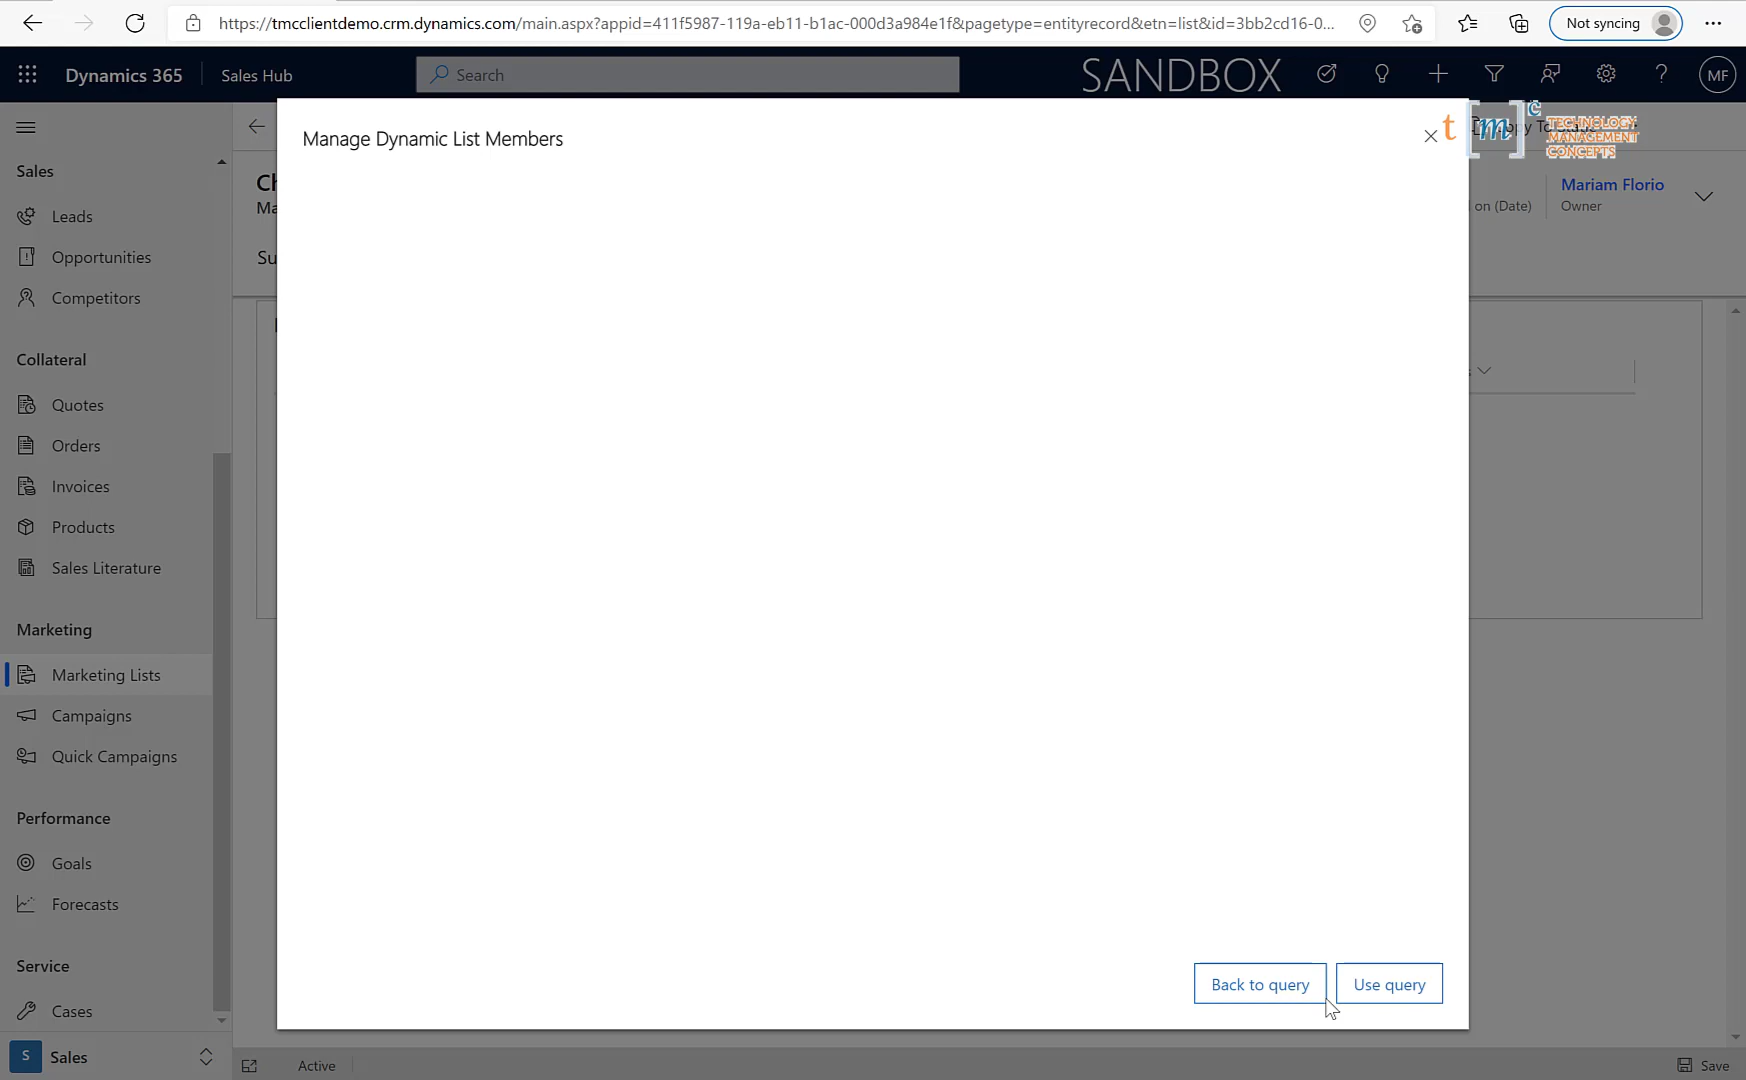 https://tmcclientdemo.crm.dynamics.com/main.aspx?appid=411f5987-119a-eb11-b1ac-000d3a984e1f&pagetype=entityrecord&etn=list&id=3bb2cd16-0...
Not syncing
Dynamics 365
Sales Hub
Search
SANDBOX
MF
Manage Dynamic List Members
t[m]c
TECHNOLOGY
MANAGEMENT
CONCEPTS
Sales
Leads
Opportunities
Competitors
Collateral
Quotes
Orders
Invoices
Products
Sales Literature
Marketing
Marketing Lists
Campaigns
Quick Campaigns
Performance
Goals
Forecasts
Service
Cases
S
Sales
Ch
Ma
Su
Mariam Florio
on (Date)
Owner
Back to query
Use query
Active
Save